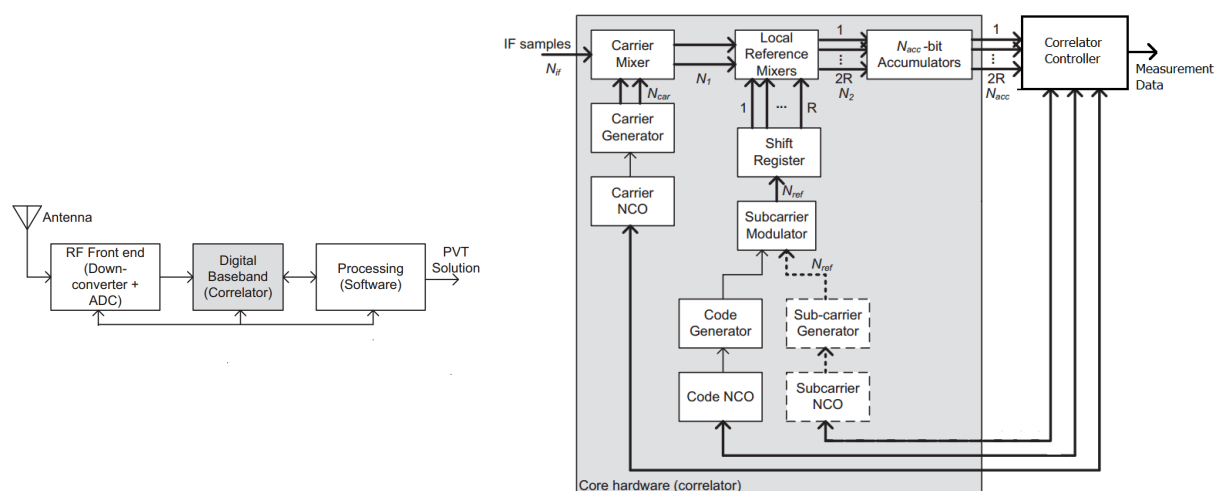 Antenna
RF Front end
(Down-
converter +
ADC)
Digital
Baseband
(Correlator)
Processing
(Software)
PVT
Solution
IF samples
N_if
Carrier
Mixer
N_1
Local
Reference
Mixers
1
2R
N_2
N_acc-bit
Accumulators
1
2R
N_acc
Correlator
Controller
Measurement
Data
N_car
Carrier
Generator
1
...
R
Shift
Register
Carrier
NCO
N_ref
Subcarrier
Modulator
N_ref
Code
Generator
Sub-carrier
Generator
Code NCO
Subcarrier
NCO
Core hardware (correlator)